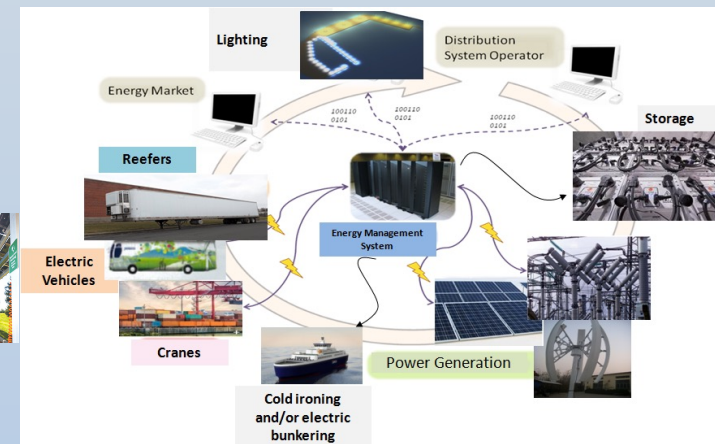 Lighting
Distribution
System Operator
Energy Market
100110
0101
100110
0101
100110
0101
Storage
Reefers
Energy Management
System
Electric
Vehicles
Cranes
Power Generation
Cold ironing
and/or electric
bunkering